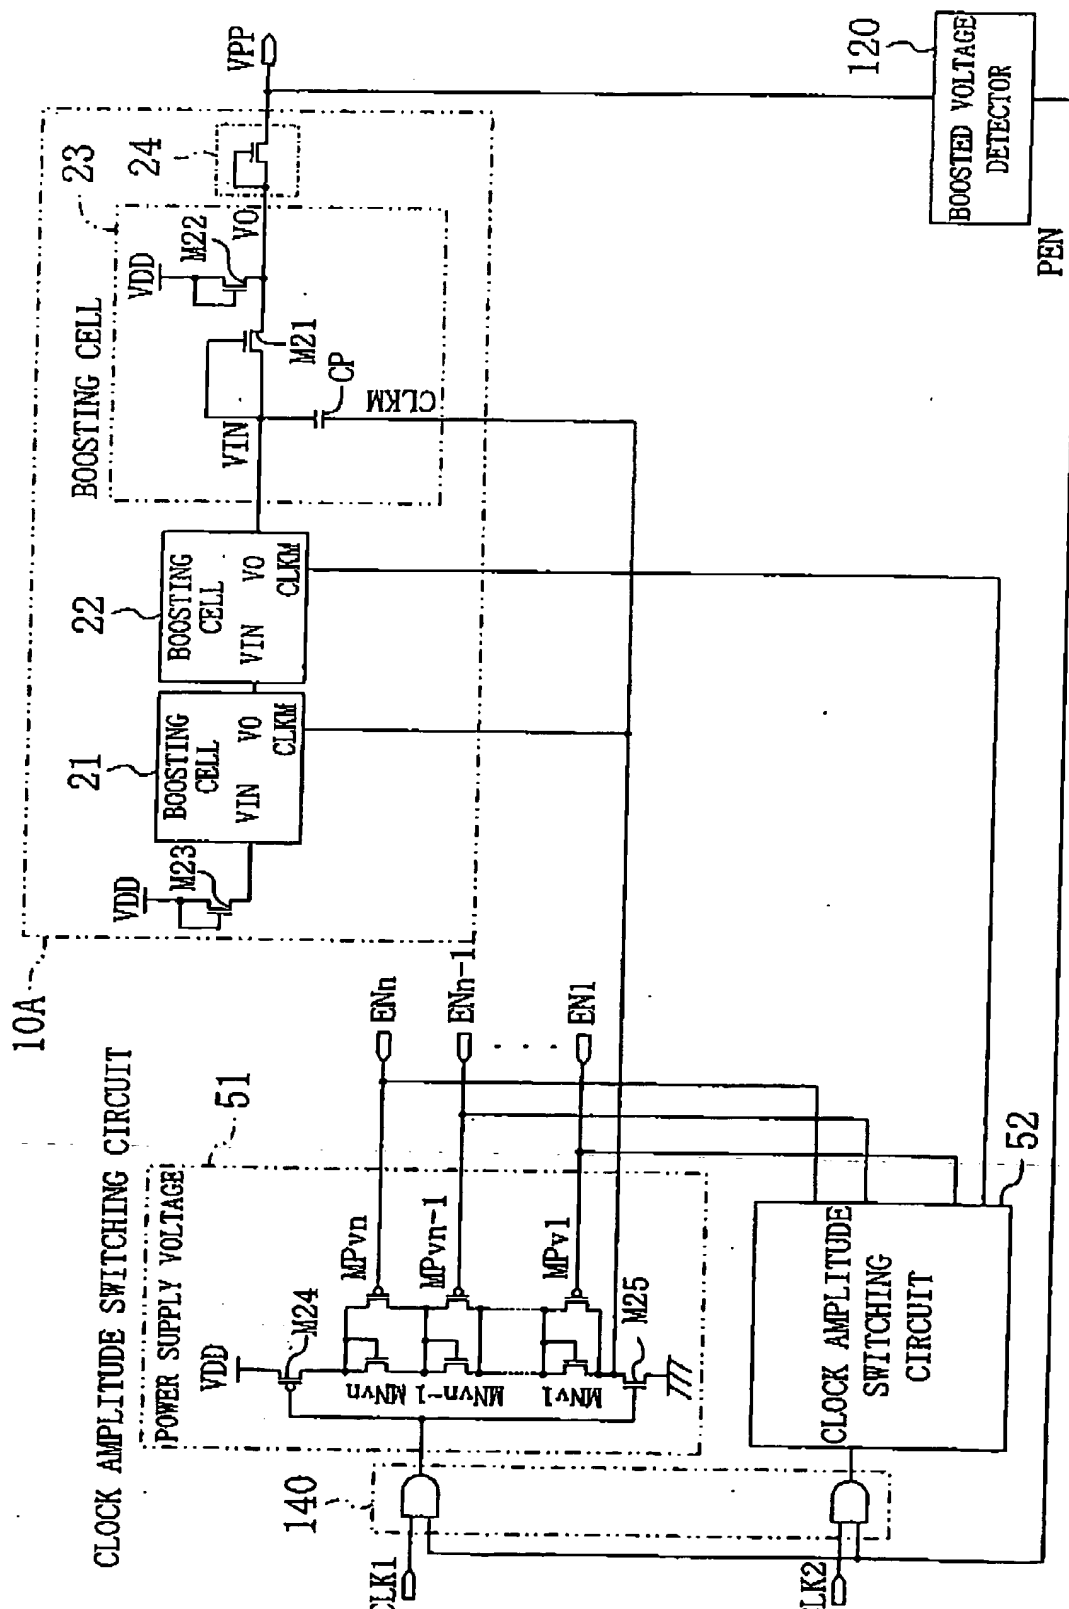 CLOCK AMPLITUDE SWITCHING CIRCUIT
10A
BOOSTING CELL
23
24
VPP
VDD
M22
VO
M21
CP
VIN
CLKM
22
BOOSTING
CELL
VIN
VO
CLKM
21
BOOSTING
CELL
VIN
VO
CLKM
VDD
M23
51
POWER SUPPLY VOLTAGE
VDD
M24
MPvn
MPvn-1
MPv1
MNvn
MNvn-1
MNv1
M25
ENn
ENn-1
EN1
140
CLK1
CLK2
52
CLOCK AMPLITUDE
SWITCHING
CIRCUIT
120
BOOSTED VOLTAGE
DETECTOR
PEN